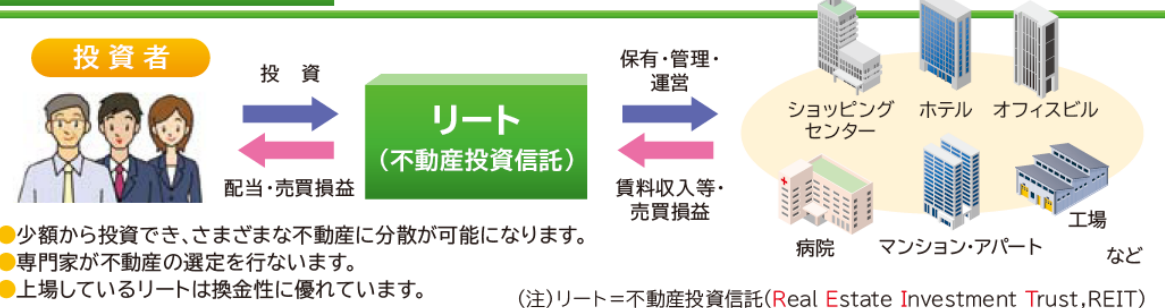 投資者
投 資
配当・売買損益
リート
(不動産投資信託)
保有・管理・
運営
賃料収入等・
売買損益
ショッピング
センター
ホテル
オフィスビル
病院
マンション・アパート
工場
など
●少額から投資でき、さまざまな不動産に分散が可能になります。
●専門家が不動産の選定を行ないます。
●上場しているリートは換金性に優れています。
(注)リート=不動産投資信託(Real Estate Investment Trust,REIT)